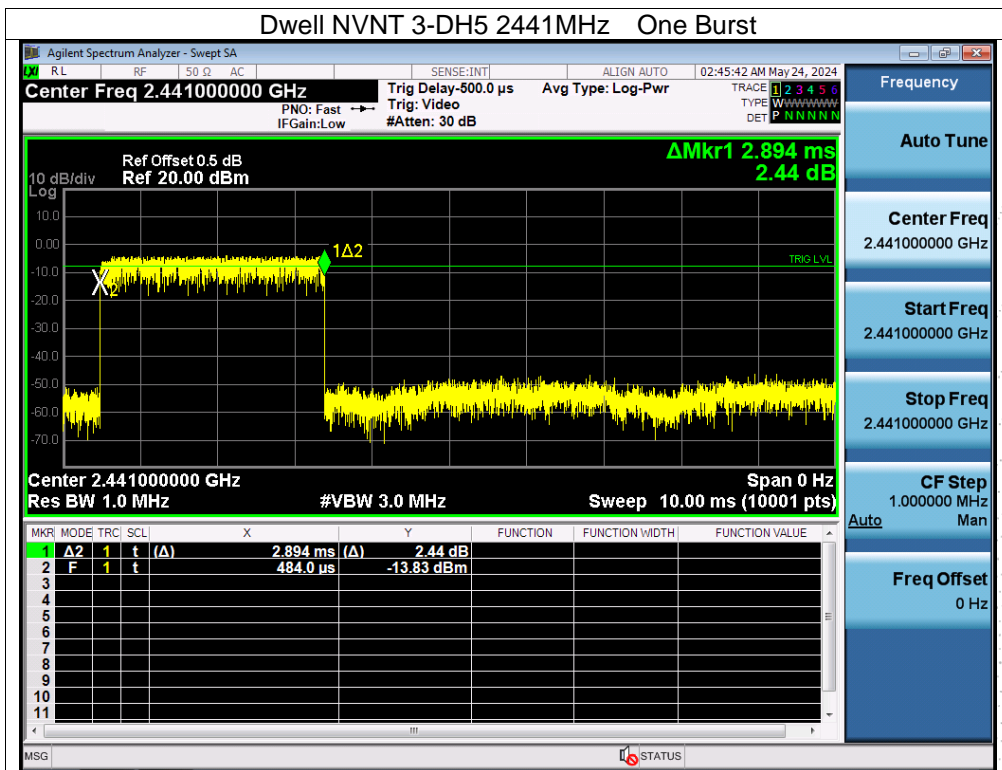 Dwell NVNT 3-DH5 2441MHz One Burst
Agilent Spectrum Analyzer - Swept SA
LXI RL RF 50 Ω AC SENSE:INT ALIGN AUTO 02:45:42 AM May 24, 2024
Center Freq 2.441000000 GHz Trig Delay-500.0 µs Avg Type: Log-Pwr TRACE 1 2 3 4 5 6
PNO: Fast Trig: Video TYPE WWWWWW
IFGain:Low #Atten: 30 dB DET P N N N N N
Frequency
Auto Tune
Center Freq
2.441000000 GHz
Start Freq
2.441000000 GHz
Stop Freq
2.441000000 GHz
CF Step
1.000000 MHz
Auto Man
Freq Offset
0 Hz
ΔMkr1 2.894 ms
2.44 dB
Ref Offset 0.5 dB
10 dB/div Ref 20.00 dBm
Log
10.0
0.00
-10.0
-20.0
-30.0
-40.0
-50.0
-60.0
-70.0
1Δ2
TRIG LVL
2
Center 2.441000000 GHz Span 0 Hz
Res BW 1.0 MHz #VBW 3.0 MHz Sweep 10.00 ms (10001 pts)
MKR MODE TRC SCL X Y FUNCTION FUNCTION WIDTH FUNCTION VALUE
1 Δ2 1 t (Δ) 2.894 ms (Δ) 2.44 dB
2 F 1 t 484.0 µs -13.83 dBm
3
4
5
6
7
8
9
10
11
MSG STATUS